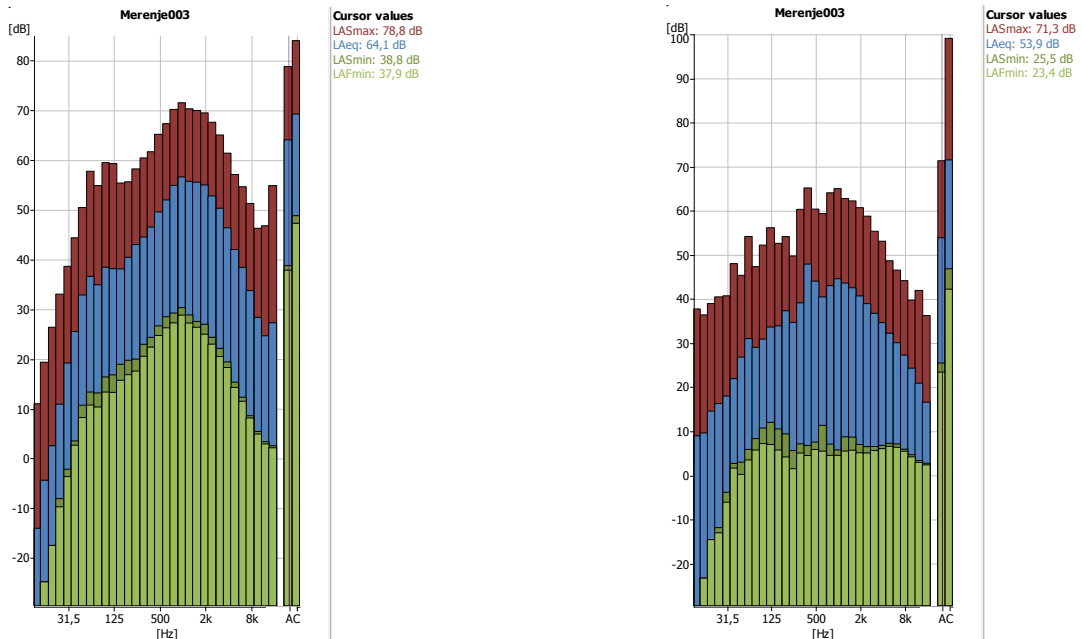 Merenje003
[dB]
80
70
60
50
40
30
20
10
0
-10
-20
31,5 125 500 2k 8k AC
[Hz]
Cursor values
LASmax: 78,8 dB
LAeq: 64,1 dB
LASmin: 38,8 dB
LAFmin: 37,9 dB
Merenje003
[dB]
100
90
80
70
60
50
40
30
20
10
0
-10
-20
31,5 125 500 2k 8k AC
[Hz]
Cursor values
LASmax: 71,3 dB
LAeq: 53,9 dB
LASmin: 25,5 dB
LAFmin: 23,4 dB